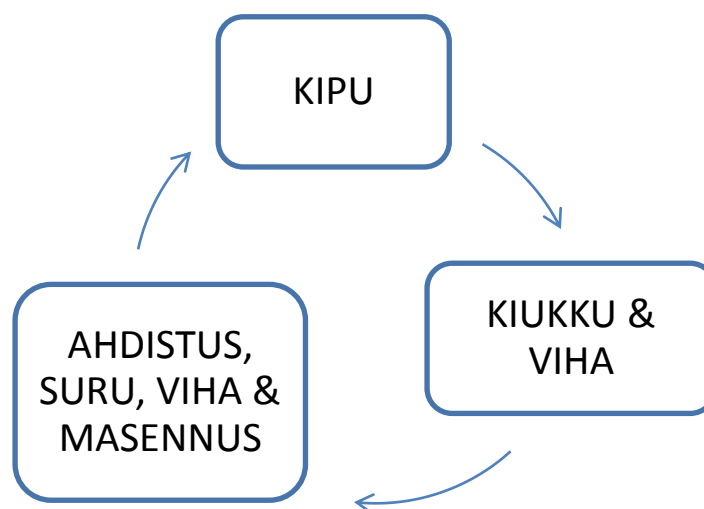 KIPU
KIUKKU &
VIHA
AHDISTUS,
SURU, VIHA &
MASENNUS